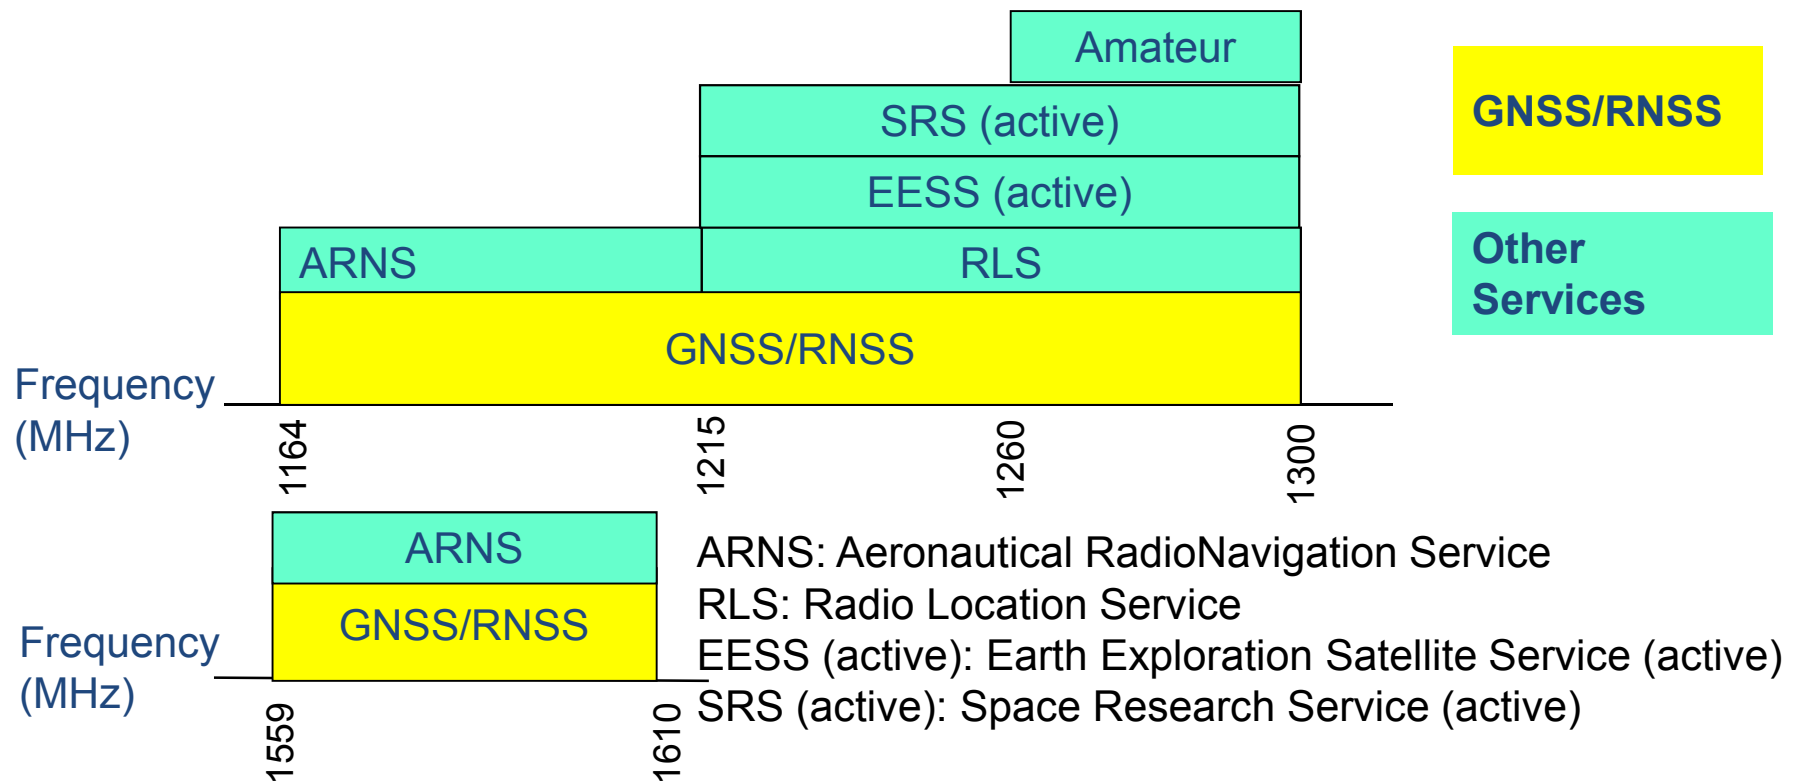 Amateur
SRS (active)
GNSS/RNSS
EESS (active)
ARNS
RLS
Other
Services
GNSS/RNSS
Frequency
(MHz)
1164
1215
1260
1300
ARNS
GNSS/RNSS
Frequency
(MHz)
1559
1610
ARNS: Aeronautical RadioNavigation Service
RLS: Radio Location Service
EESS (active): Earth Exploration Satellite Service (active)
SRS (active): Space Research Service (active)